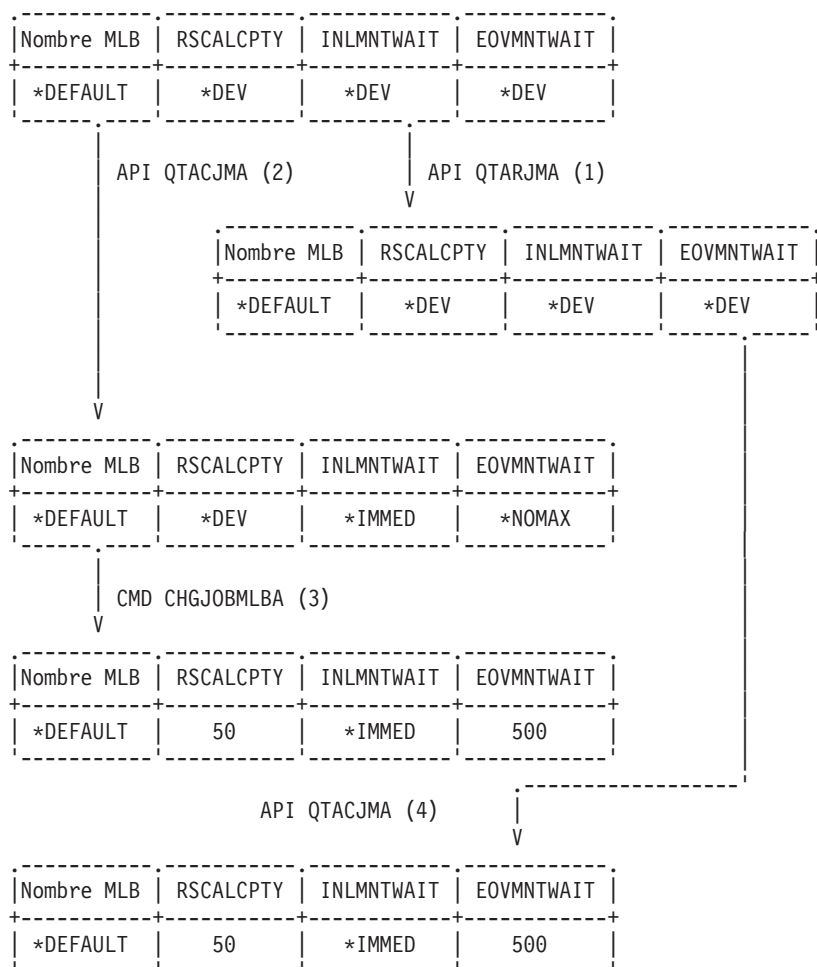 Nombre MLB RSCALCPTY INLMNTWAIT EOVMNTWAIT
*DEFAULT *DEV *DEV *DEV
API QTACJMA (2) API QTARJMA (1)
V
Nombre MLB RSCALCPTY INLMNTWAIT EOVMNTWAIT
*DEFAULT *DEV *DEV *DEV
V
Nombre MLB RSCALCPTY INLMNTWAIT EOVMNTWAIT
*DEFAULT *DEV *IMMED *NOMAX
CMD CHGJOBMLBA (3)
V
Nombre MLB RSCALCPTY INLMNTWAIT EOVMNTWAIT
*DEFAULT 50 *IMMED 500
API QTACJMA (4)
V
Nombre MLB RSCALCPTY INLMNTWAIT EOVMNTWAIT
*DEFAULT 50 *IMMED 500